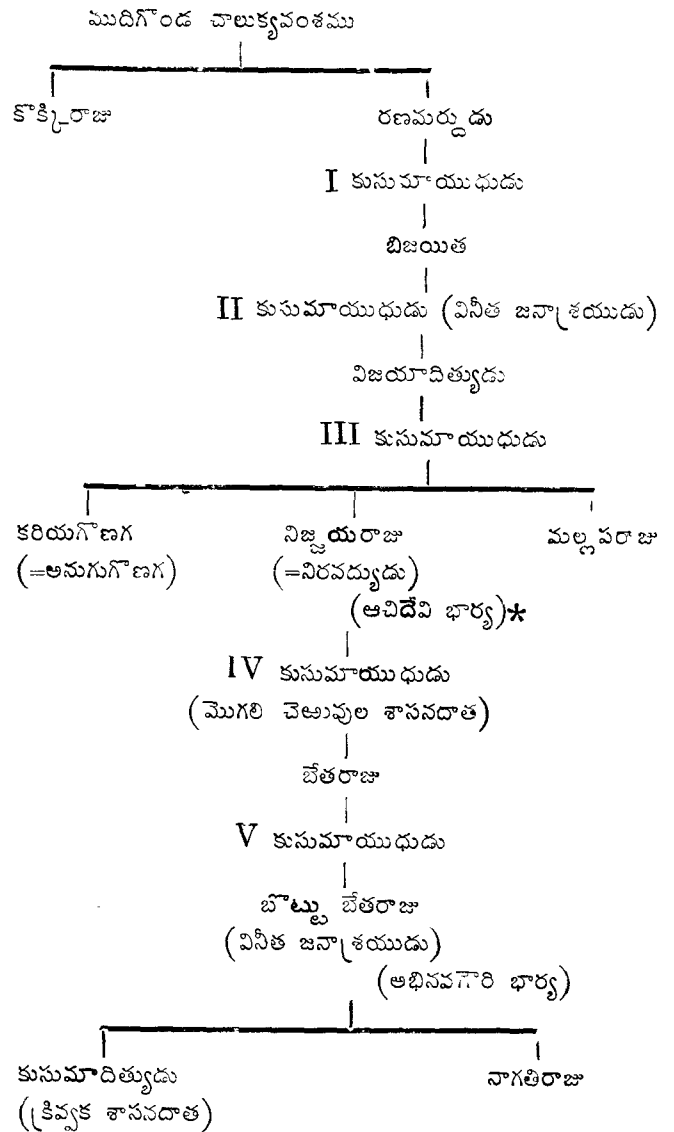 ముదిగొండ చాలుక్యవంశము
కొక్కిరాజు రణమర్దుడు
I కుసుమాయుధుడు
బిజయిత
II కుసుమాయుధుడు (వినీత జనాశ్రయుడు)
విజయాదిత్యుడు
III కుసుమాయుధుడు
కరియగొణగ నిజ్జయరాజు మల్లపరాజు
(=అనుగుగొణగ) (=నిరవద్యుడు)
(ఆచిదేవి భార్య)*
IV కుసుమాయుధుడు
(మొగలి చెఱువుల శాసనదాత)
బేతరాజు
V కుసుమాయుధుడు
బొట్టు బేతరాజు
(వినీత జనాశ్రయుడు)
(అభినవగౌరి భార్య)
కుసుమాదిత్యుడు నాగతిరాజు
(క్రివ్వక శాసనదాత)